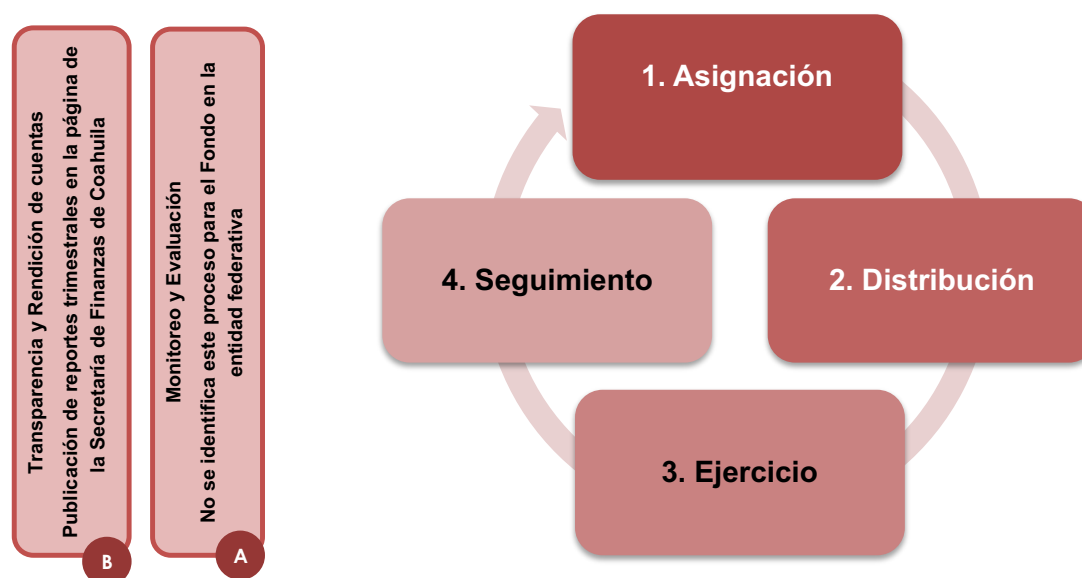 Transparencia y Rendición de cuentas
Publicación de reportes trimestrales en la página de
la Secretaría de Finanzas de Coahuila
B
Monitoreo y Evaluación
No se identifica este proceso para el Fondo en la
entidad federativa
A
1. Asignación
2. Distribución
3. Ejercicio
4. Seguimiento